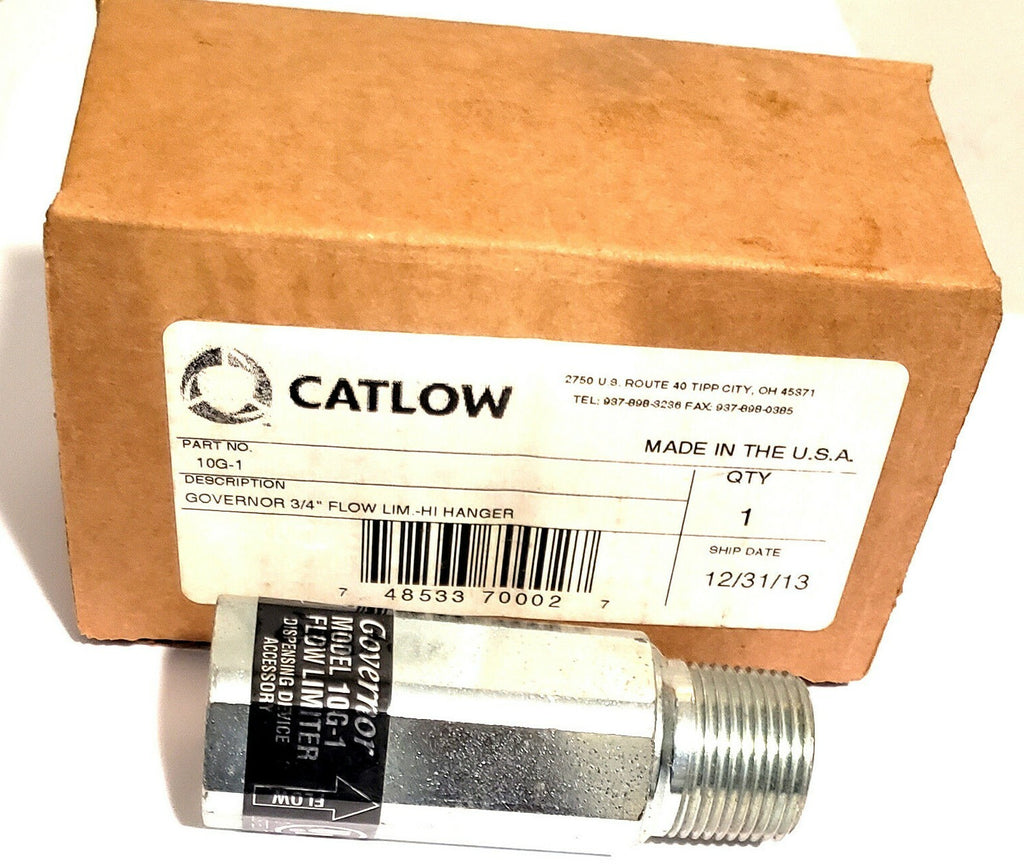 CATLOW
2750 U.S. ROUTE 40 TIPP CITY, OH 45371
TEL: 937-898-3236 FAX: 937-898-0385
MADE IN THE U.S.A.
PART NO.
10G-1
DESCRIPTION
GOVERNOR 3/4" FLOW LIM.-HI HANGER
QTY
1
SHIP DATE
12/31/13
7 48533 70002 7
Governor
MODEL 10G-1
FLOW LIMITER
DISPENSING DEVICE
ACCESSORY
FLOW